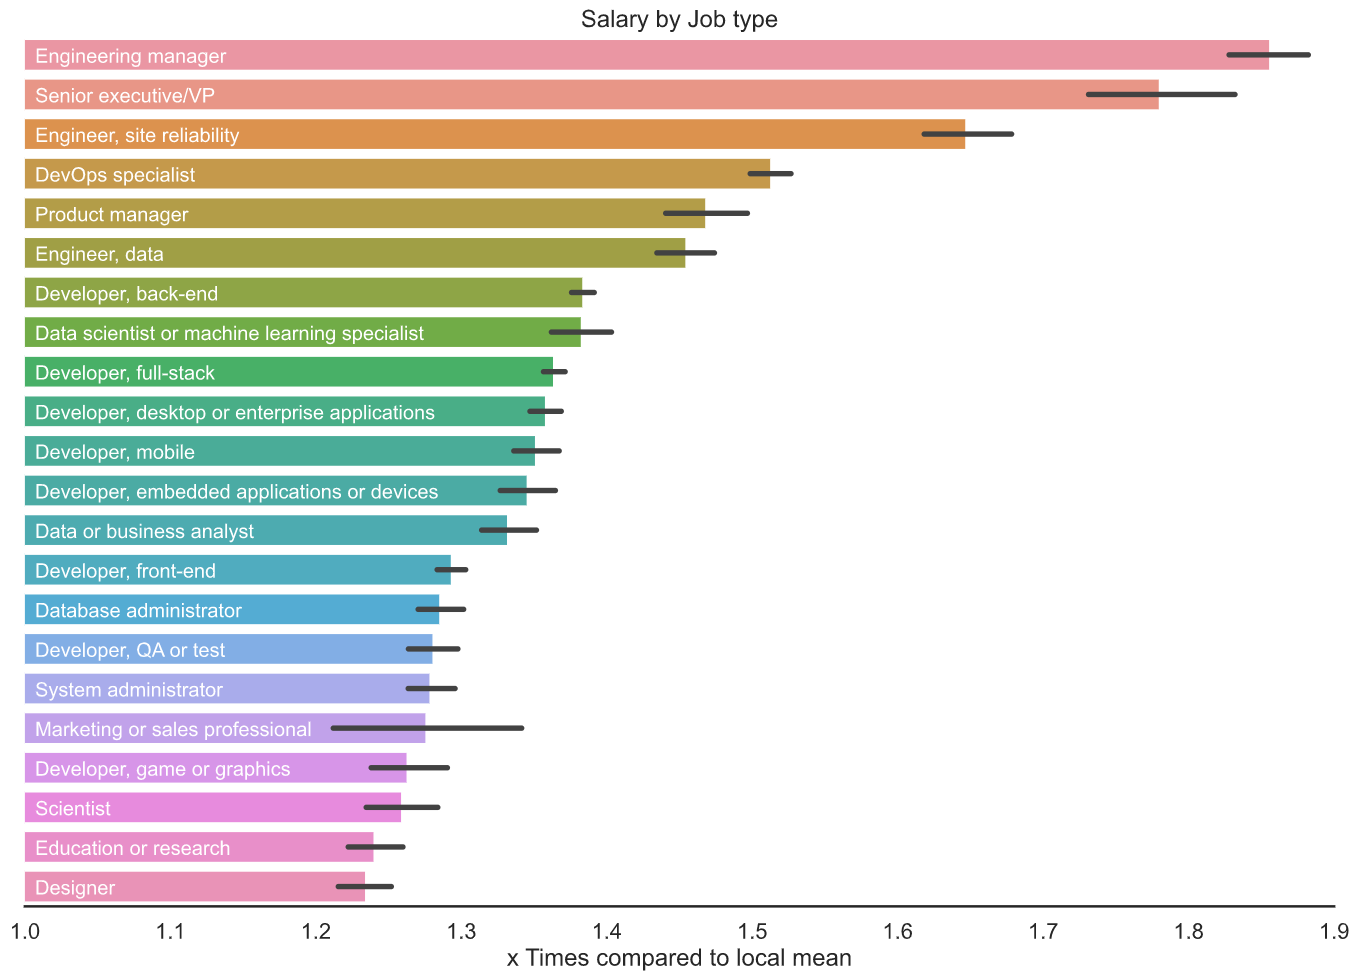 Salary by Job type
Engineering manager
Senior executive/VP
Engineer, site reliability
DevOps specialist
Product manager
Engineer, data
Developer, back-end
Data scientist or machine learning specialist
Developer, full-stack
Developer, desktop or enterprise applications
Developer, mobile
Developer, embedded applications or devices
Data or business analyst
Developer, front-end
Database administrator
Developer, QA or test
System administrator
Marketing or sales professional
Developer, game or graphics
Scientist
Education or research
Designer
1.0 1.1 1.2 1.3 1.4 1.5 1.6 1.7 1.8 1.9
x Times compared to local mean